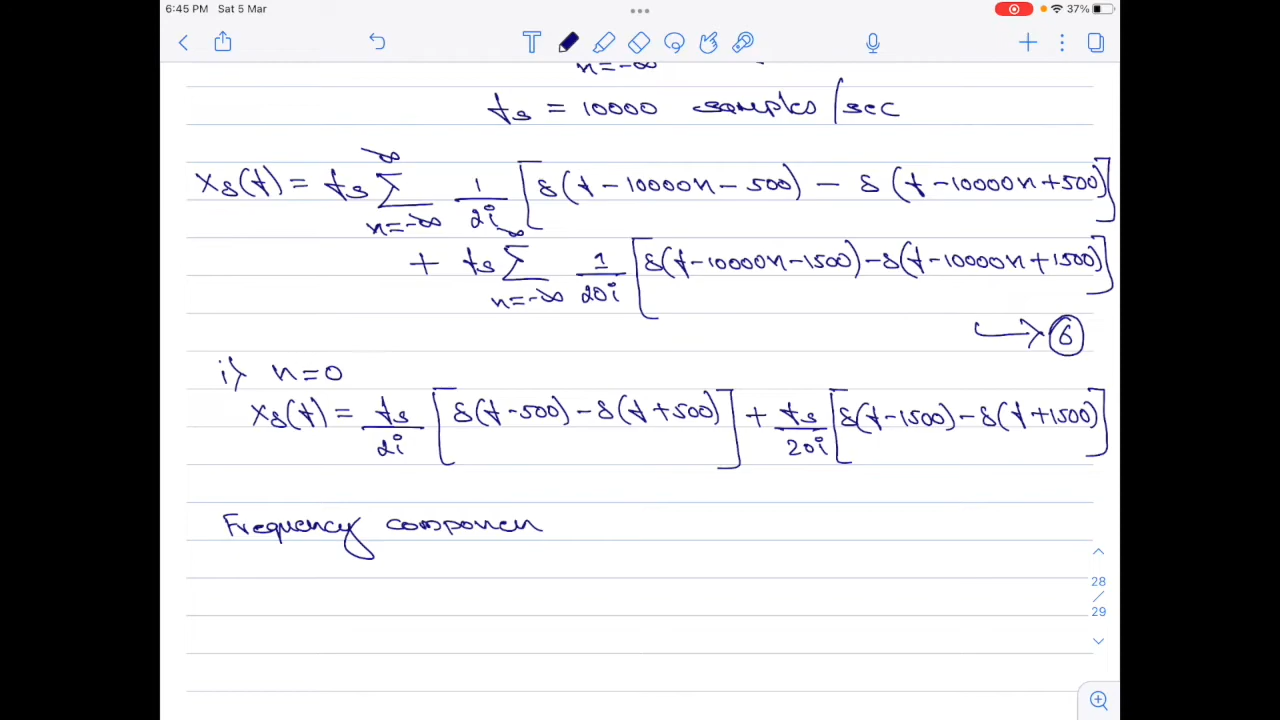 6:45 PM Sat 5 Mar
37%
n=-∞
fs = 10000 samples/sec
Xδ(f) = fs ∞∑n=-∞ 1/2i [δ(f-10000n-500) - δ(f-10000n+500)]
+ fs ∞∑n=-∞ 1/20i [δ(f-10000n-1500)-δ(f-10000n+1500)]
→ 6
i) n=0
Xδ(f) = fs/2i [δ(f-500)-δ(f+500)] + fs/20i [δ(f-1500)-δ(f+1500)]
Frequency componen
28
/
29